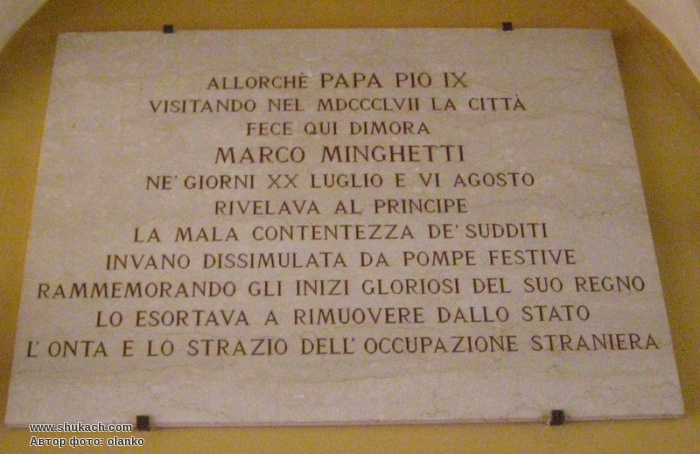 ALLORCHÈ PAPA PIO IX
VISITANDO NEL MDCCCLVII LA CITTÀ
FECE QUI DIMORA
MARCO MINGHETTI
NE' GIORNI XX LUGLIO E VI AGOSTO
RIVELAVA AL PRINCIPE
LA MALA CONTENTEZZA DE' SUDDITI
INVANO DISSIMULATA DA POMPE FESTIVE
RAMMEMORANDO GLI INIZI GLORIOSI DEL SUO REGNO
LO ESORTAVA A RIMUOVERE DALLO STATO
L'ONTA E LO STRAZIO DELL'OCCUPAZIONE STRANIERA
www.shukach.com
Автор фото: olanko